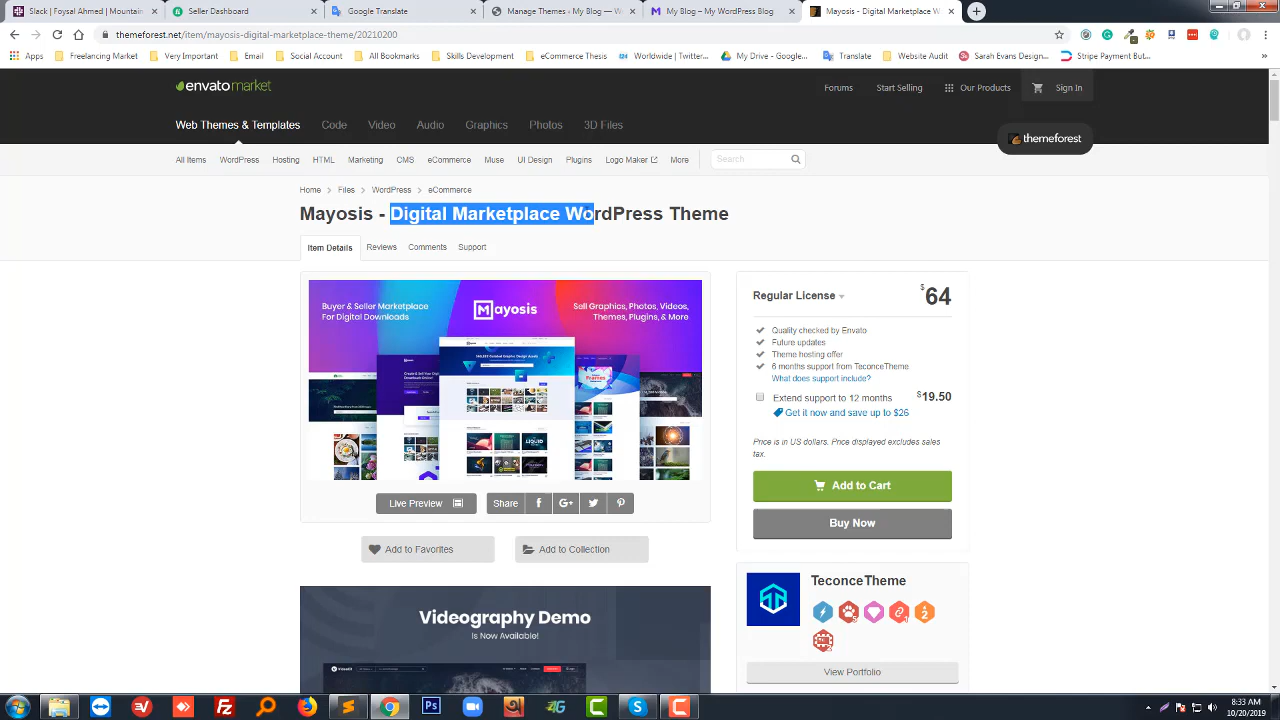 Slack | Foysal Ahmed | Mountain
Seller Dashboard
Google Translate
Manage Themes ‹ My Blog — W
My Blog – My WordPress Blog
Mayosis - Digital Marketplace W
themeforest.net/item/mayosis-digital-marketplace-theme/20210200
Apps
Freelancing Market
Email
Social Account
All Bookmarks
Skills Development
eCommerce Thesis
Worldwide | Twitter...
My Drive - Google...
Translate
Website Audit
Sarah Evans Design...
Stripe Payment But...
envatomarket
Forums
Start Selling
Our Products
Sign In
Web Themes & Templates
Code
Video
Audio
Graphics
Photos
3D Files
themeforest
All Items
WordPress
Hosting
HTML
Marketing
CMS
eCommerce
Muse
UI Design
Plugins
Logo Maker
More
Search
Home
Files
WordPress
eCommerce
Mayosis - Digital Marketplace WordPress Theme
Item Details
Reviews
Comments
Support
Buyer & Seller Marketplace
For Digital Downloads
Mayosis
Sell Graphics, Photos, Videos,
Themes, Plugins, & More
Live Preview
Share
Add to Favorites
Add to Collection
Videography Demo
Is Now Available!
Regular License
$64
Quality checked by Envato
Future updates
Theme hosting offer
6 months support from TeconceTheme
What does support include?
Extend support to 12 months
$19.50
Get it now and save up to $26
Price is in US dollars. Price displayed excludes sales
tax.
Add to Cart
Buy Now
TeconceTheme
View Portfolio
8:33 AM
10/20/2019